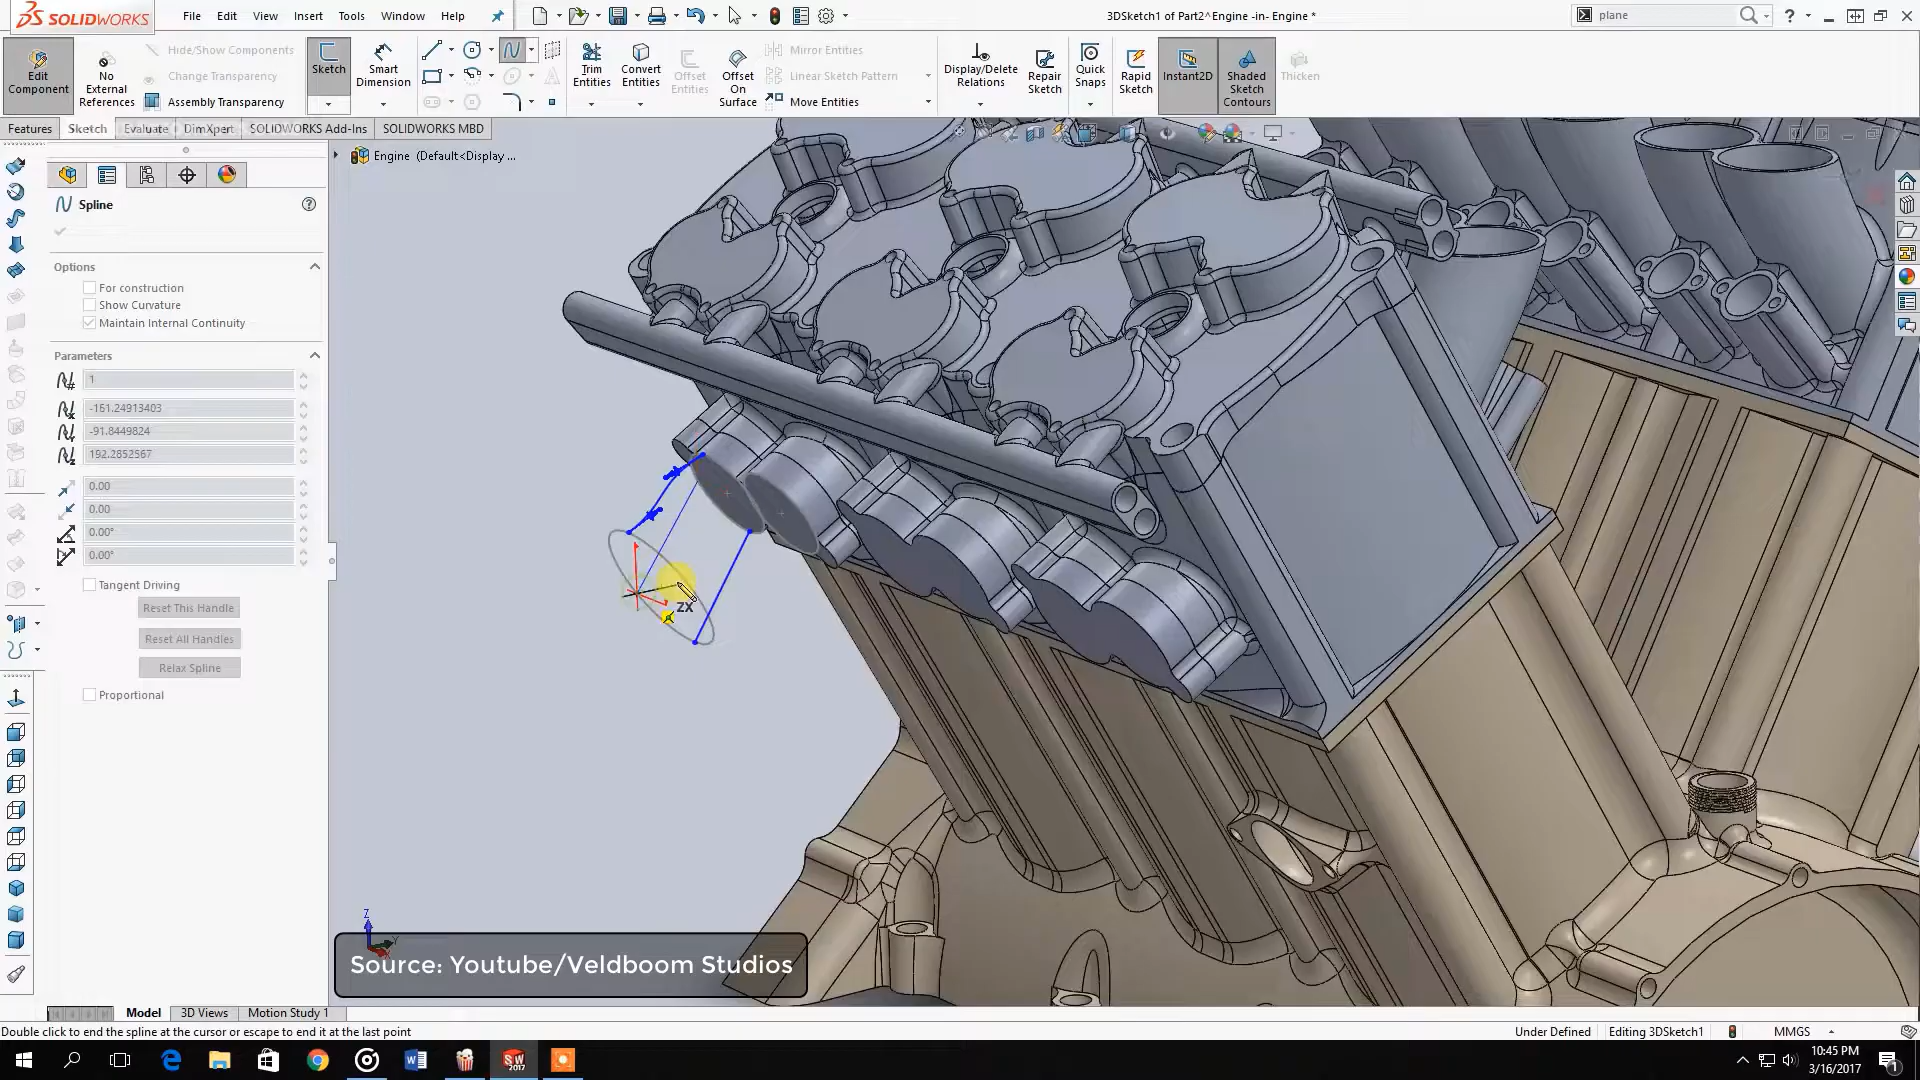 SOLIDWORKS
File Edit View Insert Tools Window Help
3DSketch1 of Part2^Engine -in- Engine *
plane
Edit Component
No External References
Hide/Show Components
Change Transparency
Assembly Transparency
Sketch
Smart Dimension
Trim Entities
Convert Entities
Offset Entities
Offset On Surface
Mirror Entities
Linear Sketch Pattern
Move Entities
Display/Delete Relations
Repair Sketch
Quick Snaps
Rapid Sketch
Instant2D
Shaded Sketch Contours
Thicken
Features Sketch Evaluate DimXpert SOLIDWORKS Add-Ins SOLIDWORKS MBD
Engine (Default<Display ...
Spline
Options
For construction
Show Curvature
Maintain Internal Continuity
Parameters
1
-161.24913403
-91.8449824
192.2852567
0.00
0.00
0.00°
0.00°
Tangent Driving
Reset This Handle
Reset All Handles
Relax Spline
Proportional
ZX
Z
Y
Source: Youtube/Veldboom Studios
Model 3D Views Motion Study 1
Double click to end the spline at the cursor or escape to end it at the last point
Under Defined Editing 3DSketch1 MMGS
10:45 PM
3/16/2017